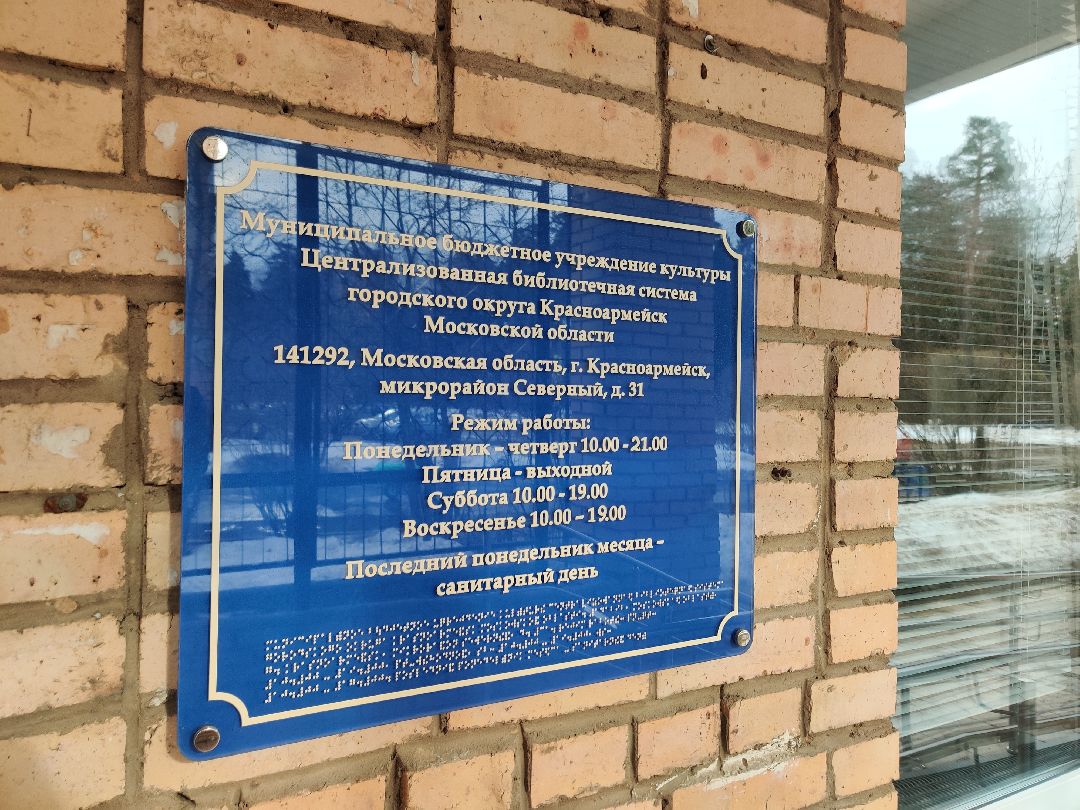 Муниципальное бюджетное учреждение культуры
Централизованная библиотечная система
городского округа Красноармейск
Московской области
141292, Московская область, г. Красноармейск,
микрорайон Северный, д. 31
Режим работы:
Понедельник – четверг 10.00 - 21.00
Пятница - выходной
Суббота 10.00 - 19.00
Воскресенье 10.00 – 19.00
Последний понедельник месяца –
санитарный день